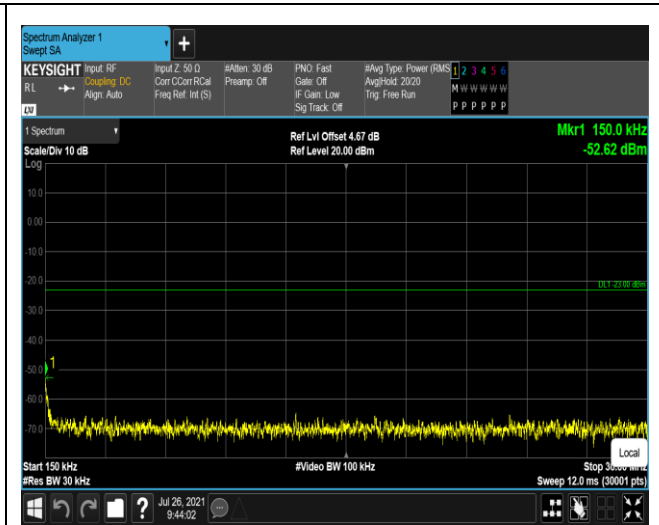 Spectrum Analyzer 1
Swept SA
+
KEYSIGHT Input: RF Input Z: 50 Ω #Atten: 30 dB PNO: Fast #Avg Type: Power (RMS 1 2 3 4 5 6
RL Coupling: DC Corr CCorr RCal Preamp: Off Gate: Off Avg|Hold: 20/20 M W W W W W
Align: Auto Freq Ref: Int (S) IF Gain: Low Trig: Free Run
LXI Sig Track: Off P P P P P P
1 Spectrum
Ref Lvl Offset 4.67 dB Mkr1 150.0 kHz
Scale/Div 10 dB Ref Level 20.00 dBm -52.62 dBm
Log
10.0
0.00
-10.0
-20.0
DL1 -23.00 dBm
-30.0
-40.0
1
-50.0
-60.0
-70.0
Local
Start 150 kHz #Video BW 100 kHz Stop 30.00 MHz
#Res BW 30 kHz Sweep 12.0 ms (30001 pts)
? Jul 26, 2021
9:44:02